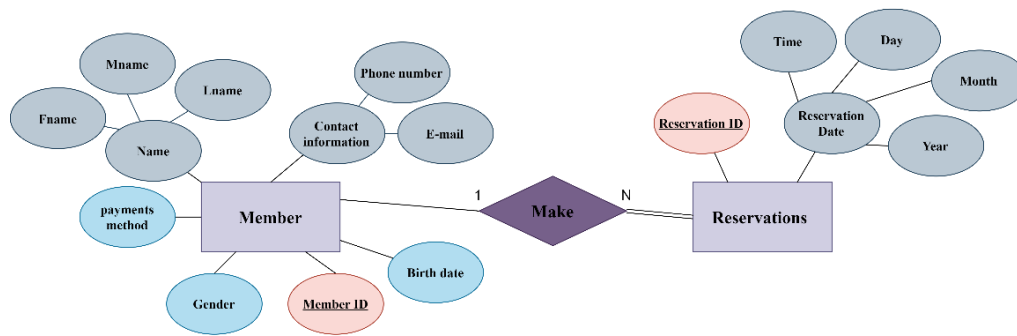 Time
Day
Mname
Phone number
Month
Lname
Fname
Contact
information
E-mail
Reservation ID
Reservation
Date
Name
Year
payments
method
Member
1
Make
N
Reservations
Birth date
Gender
Member ID